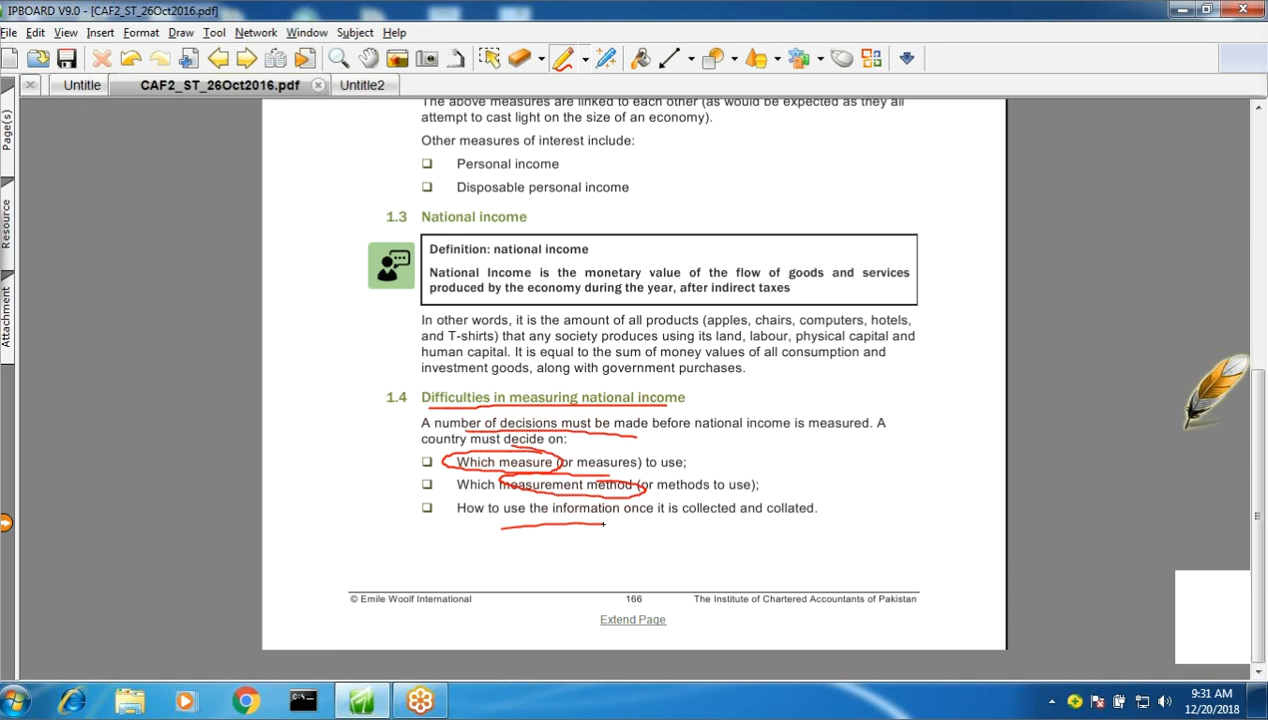 IPBOARD V9.0 - [CAF2_ST_26Oct2016.pdf]
File Edit View Insert Format Draw Tool Network Window Subject Help
Untitle CAF2_ST_26Oct2016.pdf Untitle2
Page(s)
Resource
Attachment
The above measures are linked to each other (as would be expected as they all
attempt to cast light on the size of an economy).
Other measures of interest include:
Personal income
Disposable personal income
1.3 National income
Definition: national income
National Income is the monetary value of the flow of goods and services
produced by the economy during the year, after indirect taxes
In other words, it is the amount of all products (apples, chairs, computers, hotels,
and T-shirts) that any society produces using its land, labour, physical capital and
human capital. It is equal to the sum of money values of all consumption and
investment goods, along with government purchases.
1.4 Difficulties in measuring national income
A number of decisions must be made before national income is measured. A
country must decide on:
Which measure (or measures) to use;
Which measurement method (or methods to use);
How to use the information once it is collected and collated.
© Emile Woolf International 166 The Institute of Chartered Accountants of Pakistan
Extend Page
9:31 AM
12/20/2018